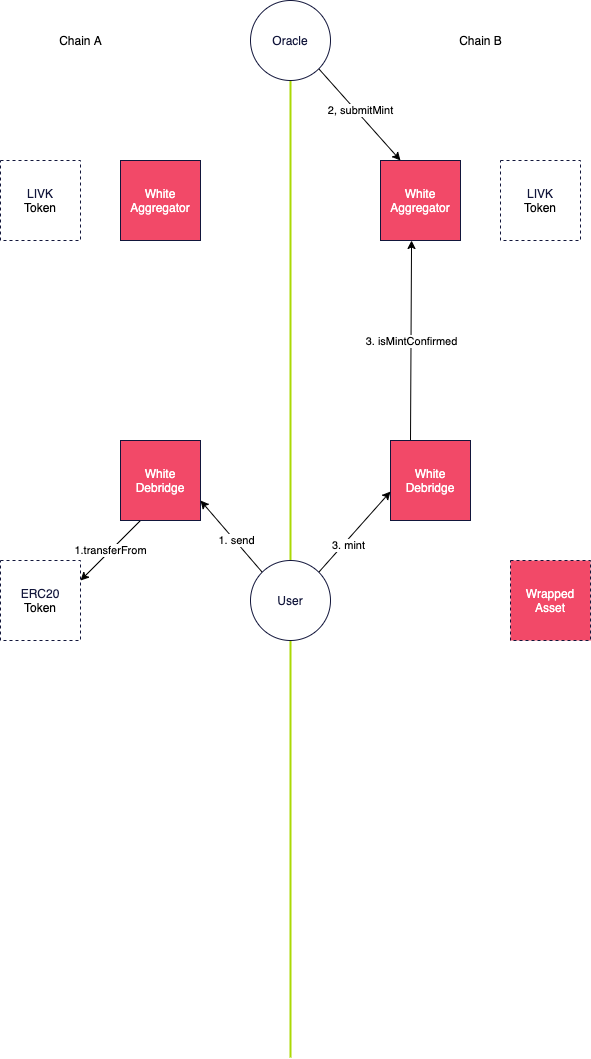 Chain A
Oracle
Chain B
2, submitMint
LIVK
Token
White
Aggregator
White
Aggregator
LIVK
Token
3. isMintConfirmed
White
Debridge
White
Debridge
1. send
3. mint
1.transferFrom
ERC20
Token
User
Wrapped
Asset